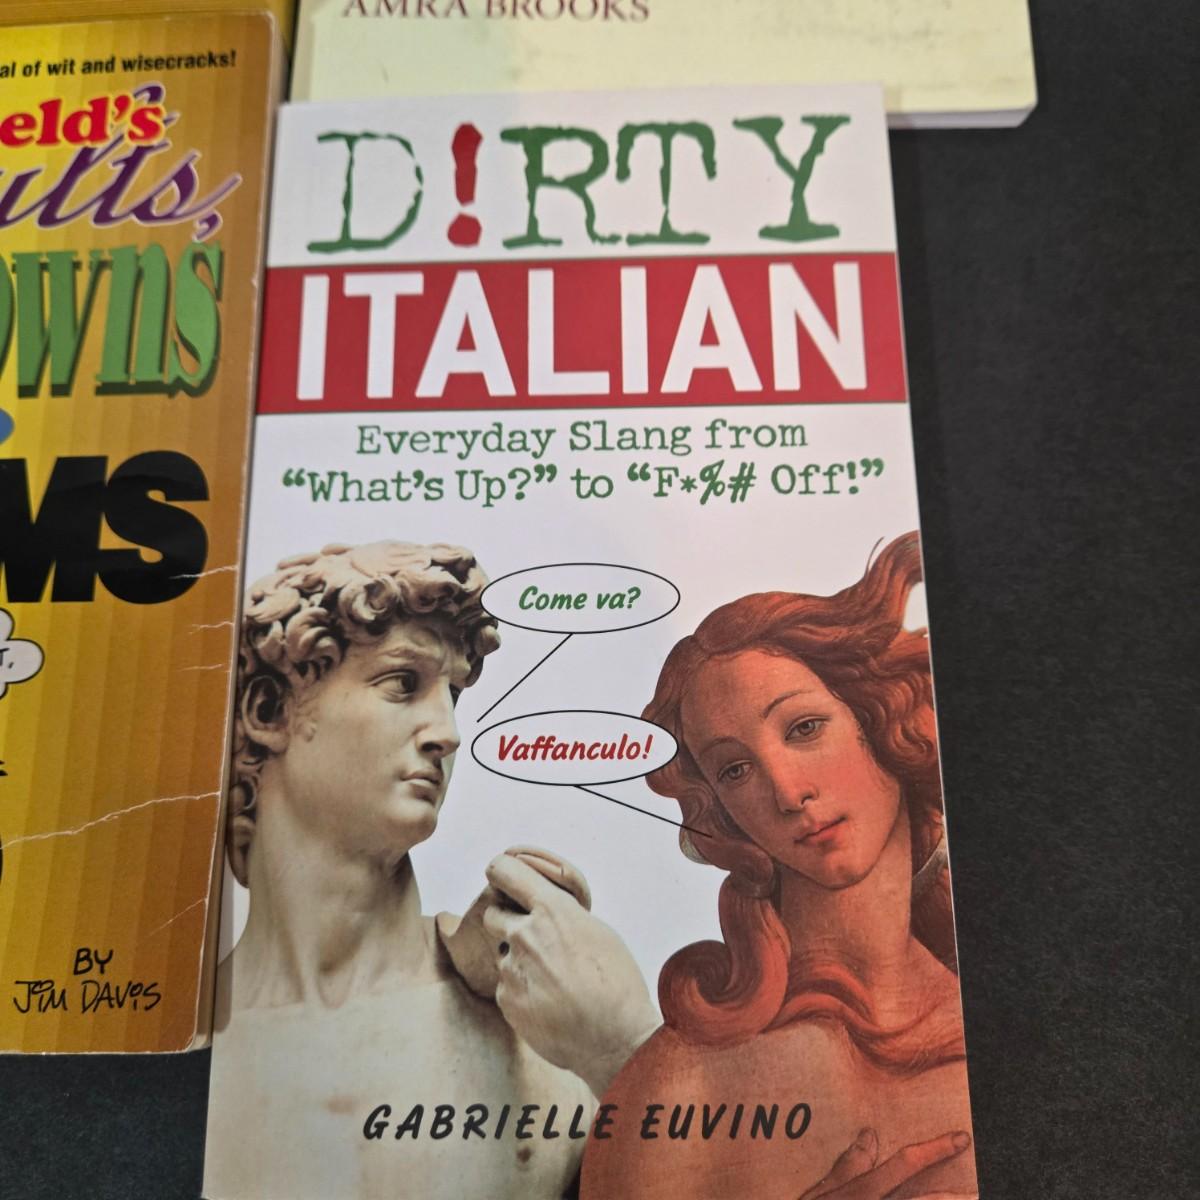 AMRA BROOKS
al of wit and wisecracks!
eld's
ults,
owns
MS
T,
BY
JIM DAVIS
D!RTY
ITALIAN
Everyday Slang from
"What's Up?" to "F*%# Off!"
Come va?
Vaffanculo!
GABRIELLE EUVINO